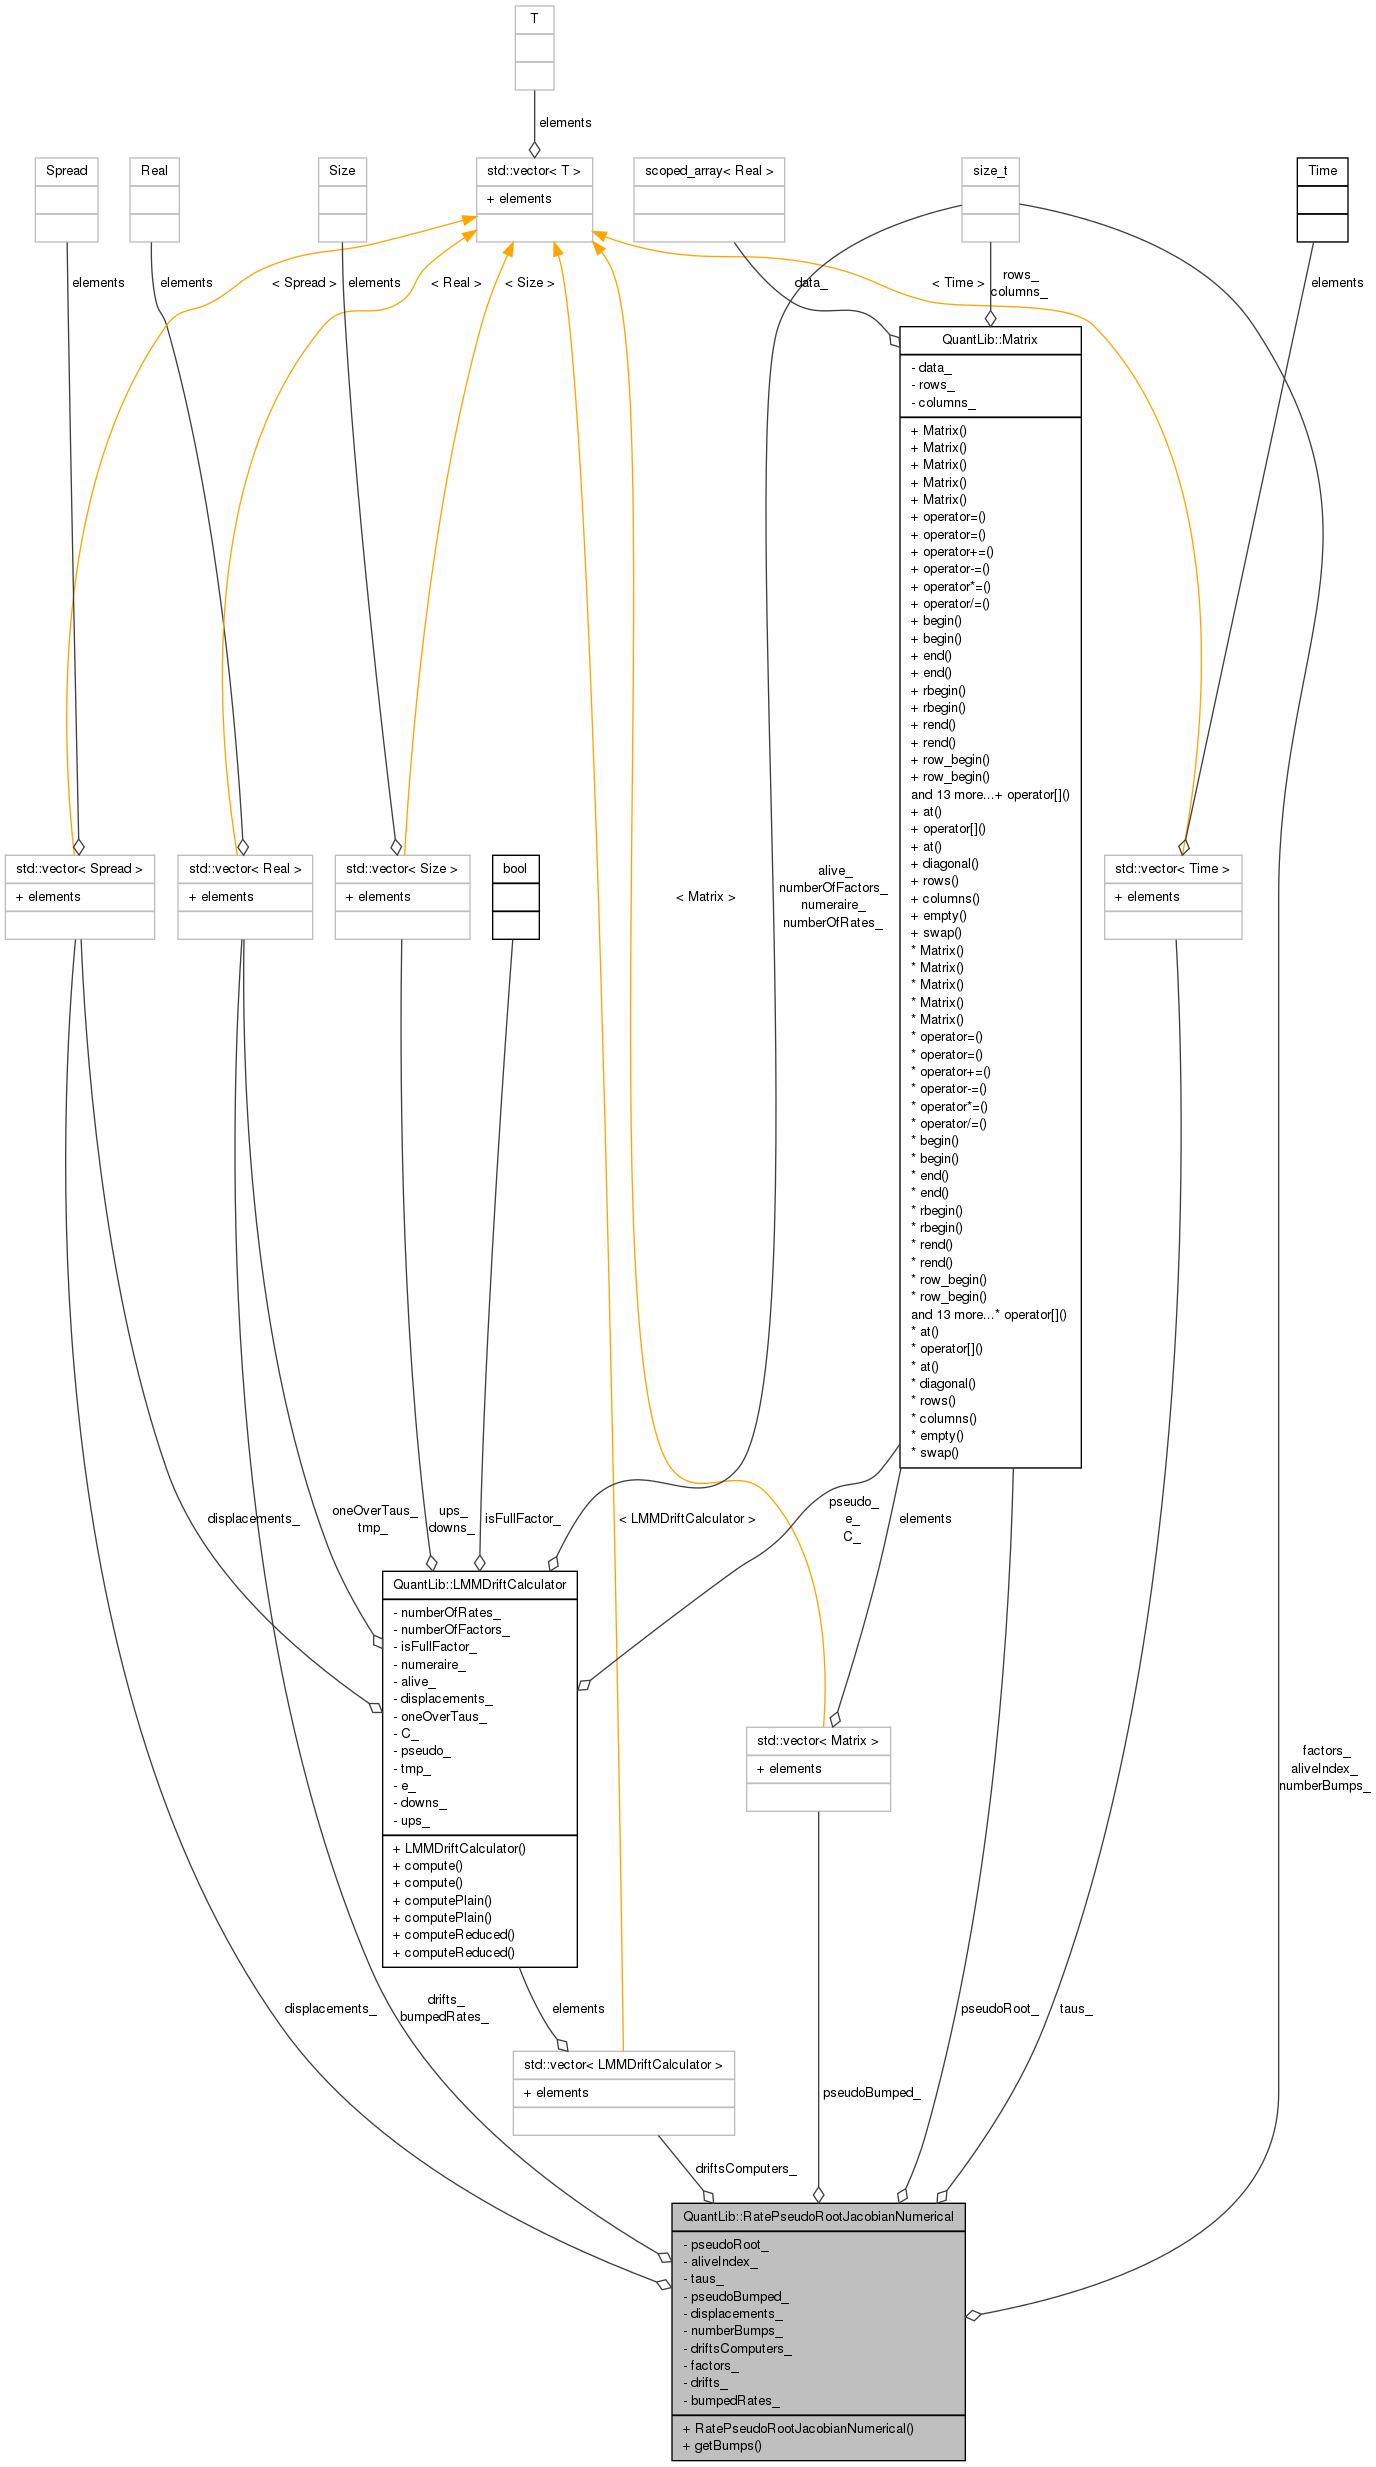 T
elements
Spread
Real
Size
std::vector< T >
+ elements
scoped_array< Real >
size_t
Time
elements
elements
< Spread >
elements
< Real >
< Size >
data_
< Time >
rows_
columns_
elements
QuantLib::Matrix
- data_
- rows_
- columns_
+ Matrix()
+ Matrix()
+ Matrix()
+ Matrix()
+ Matrix()
+ operator=()
+ operator=()
+ operator+=()
+ operator-=()
+ operator*=()
+ operator/=()
+ begin()
+ begin()
+ end()
+ end()
+ rbegin()
+ rbegin()
+ rend()
+ rend()
+ row_begin()
+ row_begin()
and 13 more...+ operator[]()
+ at()
+ operator[]()
+ at()
+ diagonal()
+ rows()
+ columns()
+ empty()
+ swap()
* Matrix()
* Matrix()
* Matrix()
* Matrix()
* Matrix()
* operator=()
* operator=()
* operator+=()
* operator-=()
* operator*=()
* operator/=()
* begin()
* begin()
* end()
* end()
* rbegin()
* rbegin()
* rend()
* rend()
* row_begin()
* row_begin()
and 13 more...* operator[]()
* at()
* operator[]()
* at()
* diagonal()
* rows()
* columns()
* empty()
* swap()
std::vector< Spread >
+ elements
std::vector< Real >
+ elements
std::vector< Size >
+ elements
bool
< Matrix >
alive_
numberOfFactors_
numeraire_
numberOfRates_
std::vector< Time >
+ elements
displacements_
oneOverTaus_
tmp_
ups_
downs_
isFullFactor_
< LMMDriftCalculator >
pseudo_
e_
C_
elements
QuantLib::LMMDriftCalculator
- numberOfRates_
- numberOfFactors_
- isFullFactor_
- numeraire_
- alive_
- displacements_
- oneOverTaus_
- C_
- pseudo_
- tmp_
- e_
- downs_
- ups_
+ LMMDriftCalculator()
+ compute()
+ compute()
+ computePlain()
+ computePlain()
+ computeReduced()
+ computeReduced()
std::vector< Matrix >
+ elements
factors_
aliveIndex_
numberBumps_
displacements_
drifts_
bumpedRates_
elements
pseudoRoot_
taus_
std::vector< LMMDriftCalculator >
+ elements
pseudoBumped_
driftsComputers_
QuantLib::RatePseudoRootJacobianNumerical
- pseudoRoot_
- aliveIndex_
- taus_
- pseudoBumped_
- displacements_
- numberBumps_
- driftsComputers_
- factors_
- drifts_
- bumpedRates_
+ RatePseudoRootJacobianNumerical()
+ getBumps()